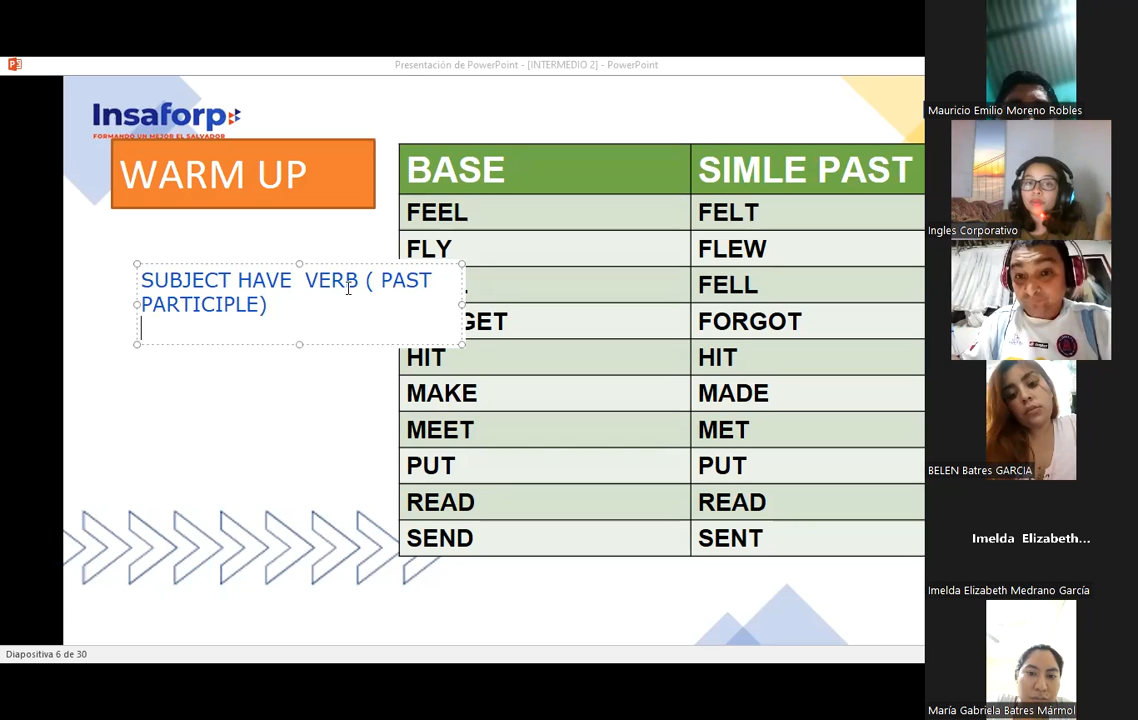 Presentación de PowerPoint - [INTERMEDIO 2] - PowerPoint
Insaforp
FORMANDO UN MEJOR EL SALVADOR
WARM UP
SUBJECT HAVE VERB ( PAST
PARTICIPLE)
BASE SIMLE PAST
FEEL FELT
FLY FLEW
FELL
GET FORGOT
HIT HIT
MAKE MADE
MEET MET
PUT PUT
READ READ
SEND SENT
Diapositiva 6 de 30
Mauricio Emilio Moreno Robles
Ingles Corporativo
BELEN Batres GARCIA
Imelda Elizabeth...
Imelda Elizabeth Medrano García
María Gabriela Batres Mármol